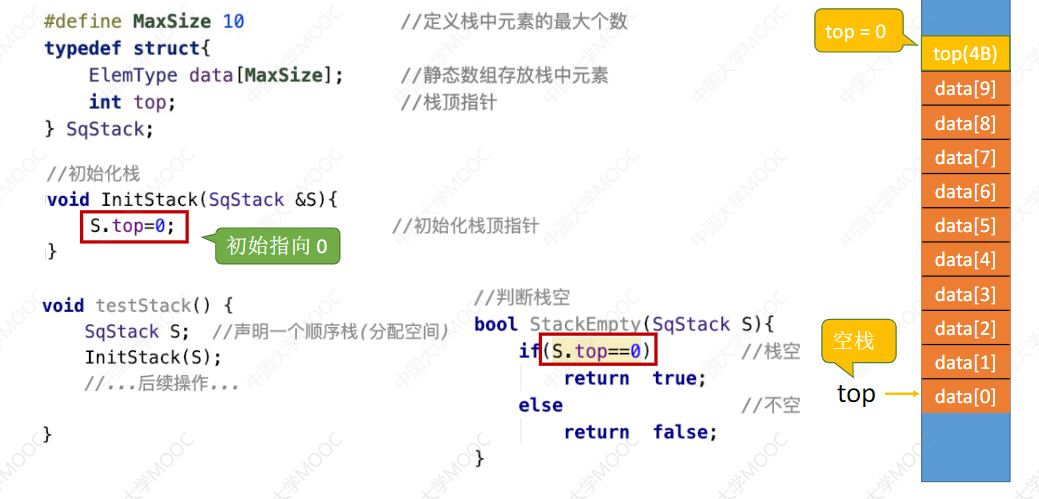 #define MaxSize 10 //定义栈中元素的最大个数
typedef struct{
ElemType data[MaxSize]; //静态数组存放栈中元素
int top; //栈顶指针
} SqStack;
//初始化栈
void InitStack(SqStack &S){
S.top=0; //初始化栈顶指针
初始指向 0
}
void testStack() {
SqStack S; //声明一个顺序栈(分配空间)
InitStack(S);
//...后续操作...
}
//判断栈空
bool StackEmpty(SqStack S){
if(S.top==0) //栈空
return true;
else //不空
return false;
}
top = 0
top(4B)
data[9]
data[8]
data[7]
data[6]
data[5]
data[4]
data[3]
data[2]
data[1]
data[0]
空栈
top
中国大学MOOC